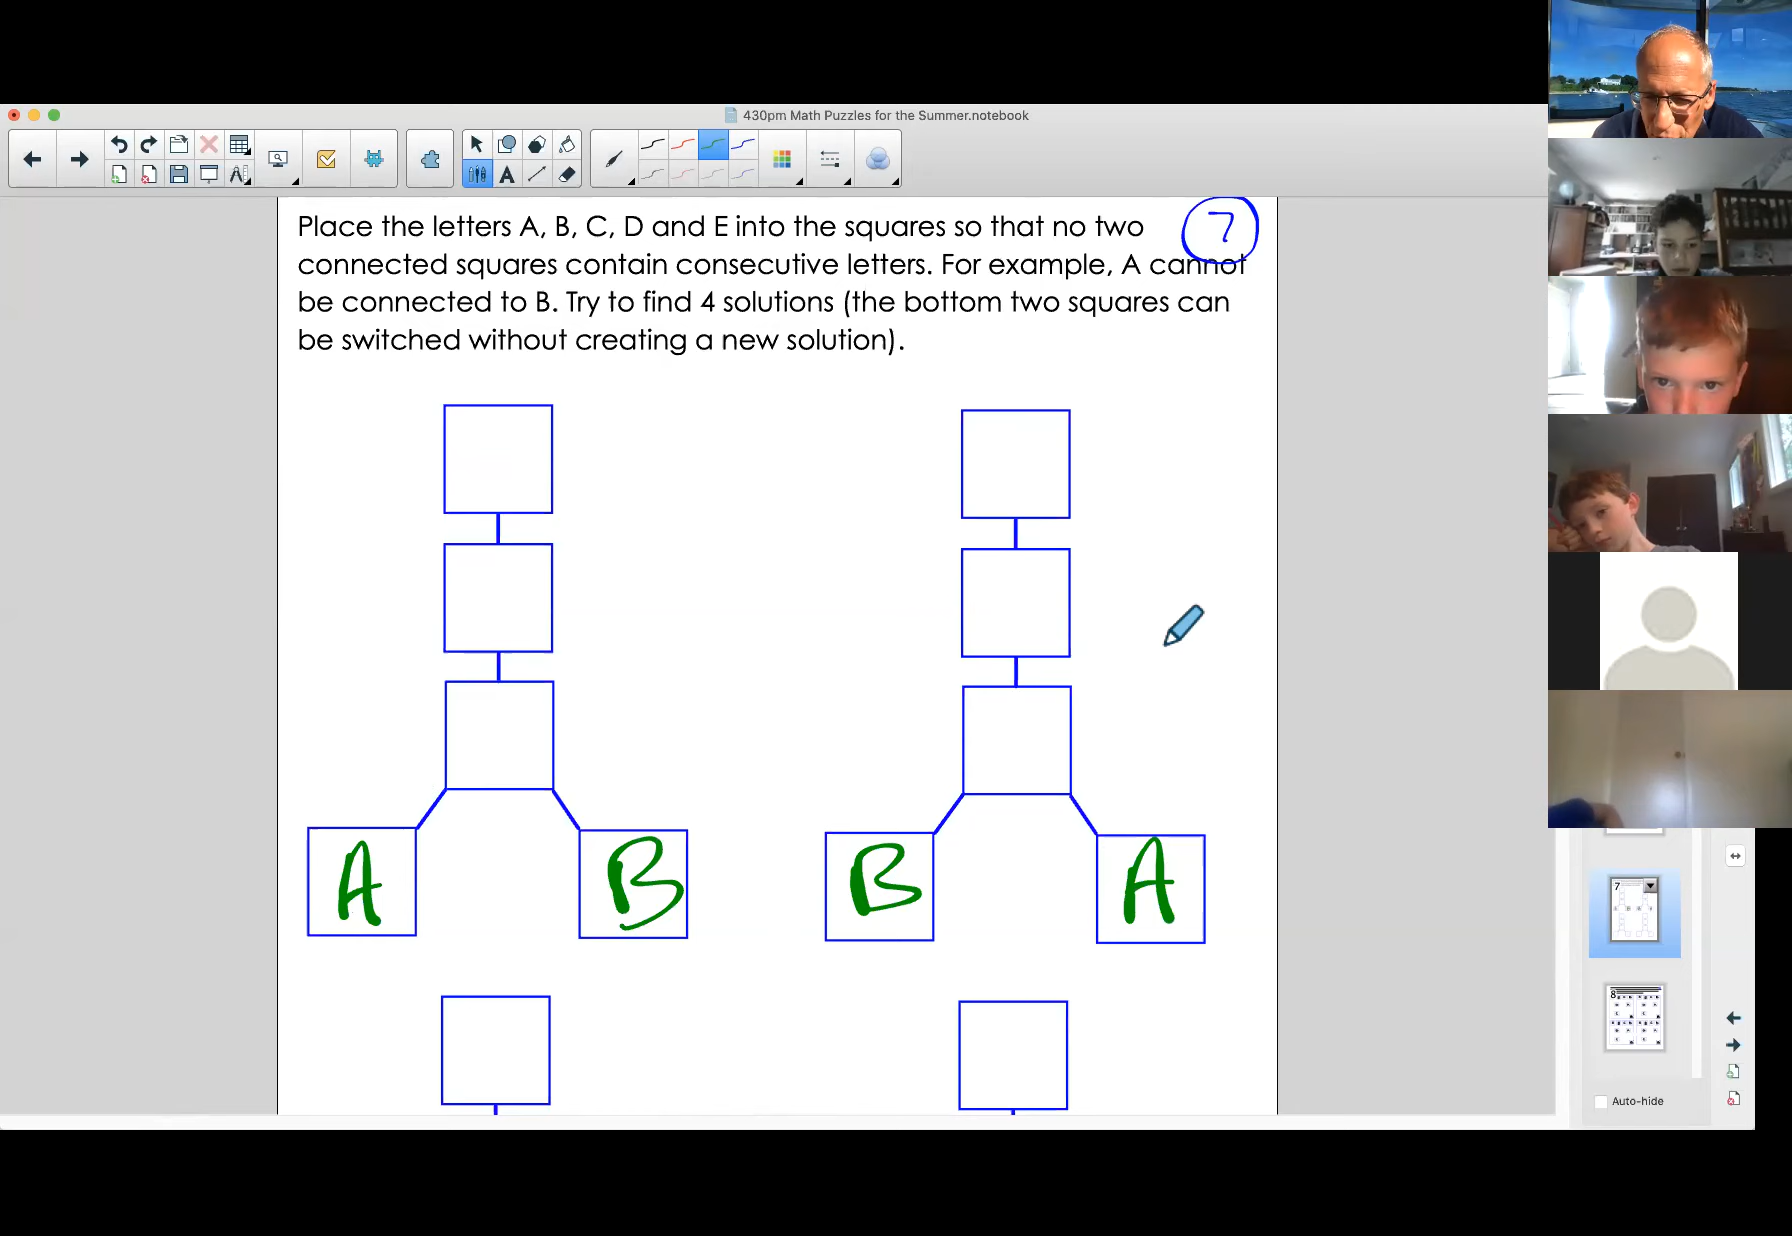 430pm Math Puzzles for the Summer.notebook
Place the letters A, B, C, D and E into the squares so that no two
7
connected squares contain consecutive letters. For example, A cannot
be connected to B. Try to find 4 solutions (the bottom two squares can
be switched without creating a new solution).
A B B A
7
8
Auto-hide